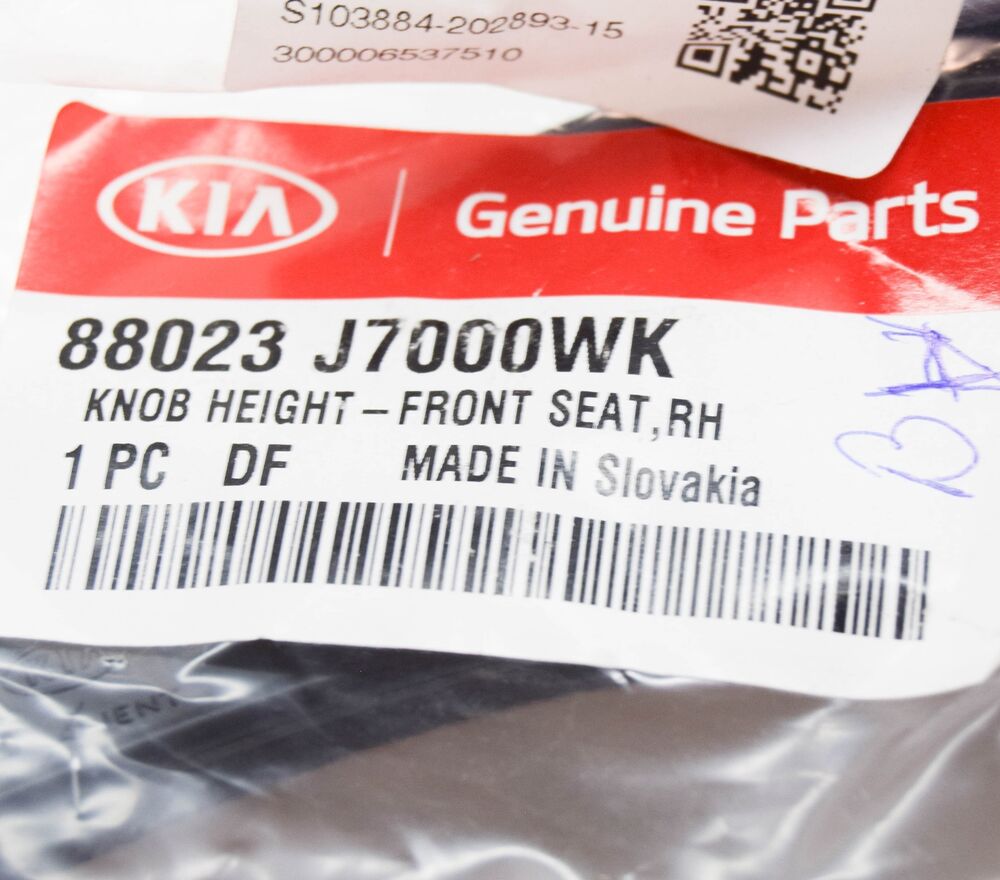 S103884-202893-15
300006537510
KIA Genuine Parts
88023 J7000WK
KNOB HEIGHT-FRONT SEAT,RH
1 PC DF MADE IN Slovakia